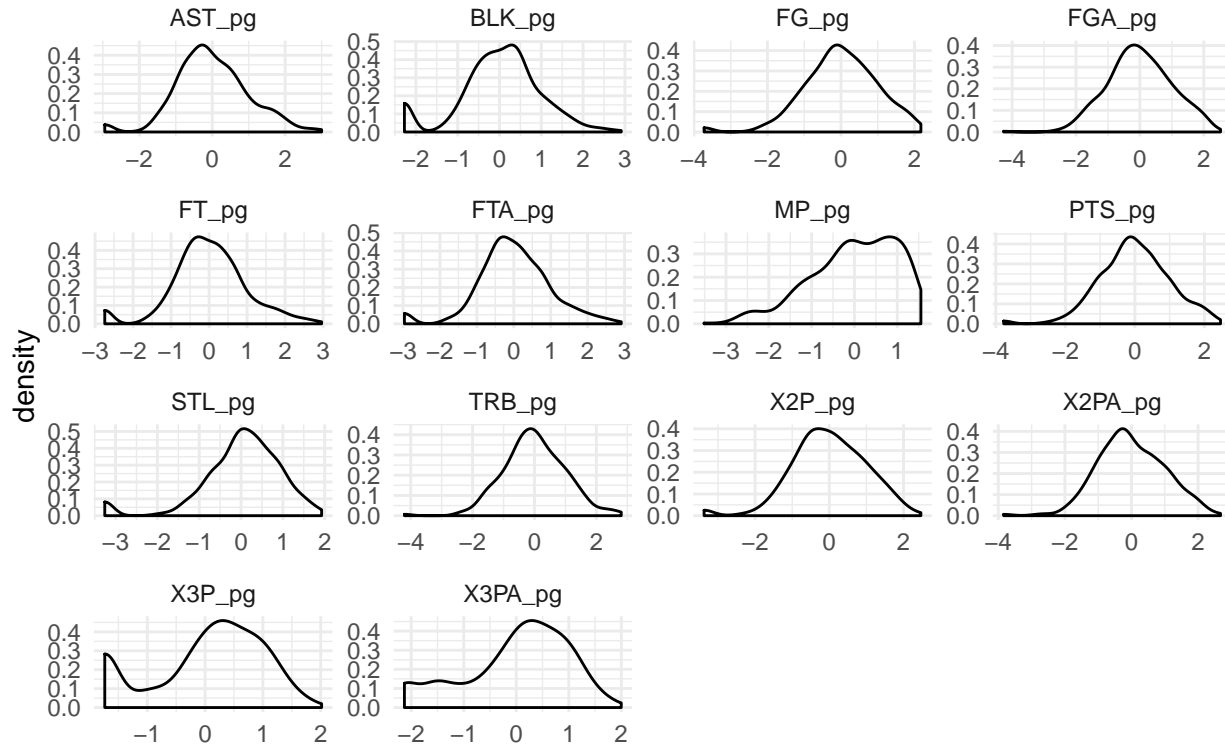 AST_pg BLK_pg FG_pg FGA_pg
0.4 0.3 0.2 0.1 0.0
0.5 0.4 0.3 0.2 0.1 0.0
0.4 0.3 0.2 0.1 0.0
0.4 0.3 0.2 0.1 0.0
−2 0 2
−2 −1 0 1 2 3
−4 −2 0 2
−4 −2 0 2
FT_pg FTA_pg MP_pg PTS_pg
0.4 0.3 0.2 0.1 0.0
0.5 0.4 0.3 0.2 0.1 0.0
0.3 0.2 0.1 0.0
0.4 0.3 0.2 0.1 0.0
−3 −2 −1 0 1 2 3
−3 −2 −1 0 1 2 3
−3 −2 −1 0 1
−4 −2 0 2
density
STL_pg TRB_pg X2P_pg X2PA_pg
0.5 0.4 0.3 0.2 0.1 0.0
0.4 0.3 0.2 0.1 0.0
0.4 0.3 0.2 0.1 0.0
0.4 0.3 0.2 0.1 0.0
−3 −2 −1 0 1 2
−4 −2 0 2
−2 0 2
−4 −2 0 2
X3P_pg X3PA_pg
0.4 0.3 0.2 0.1 0.0
0.4 0.3 0.2 0.1 0.0
−1 0 1 2
−2 −1 0 1 2